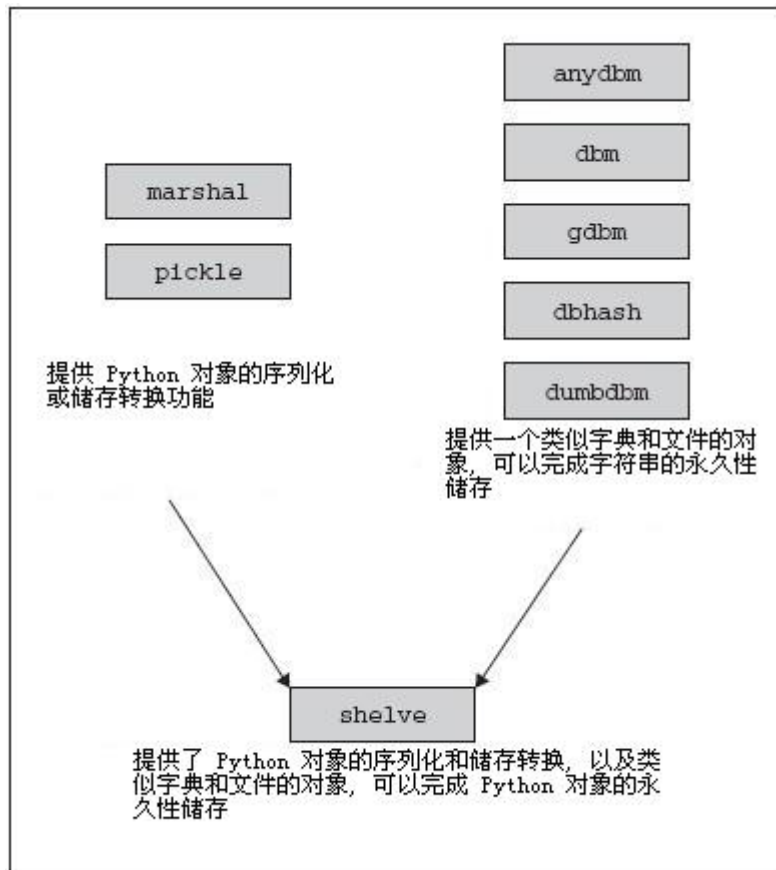 anydbm
dbm
marshal
gdbm
pickle
dbhash
dumbdbm
提供 Python 对象的序列化
或储存转换功能
提供一个类似字典和文件的对
象, 可以完成字符串的永久性
储存
shelve
提供了 Python 对象的序列化和储存转换, 以及类
似字典和文件的对象, 可以完成 Python 对象的永
久性储存